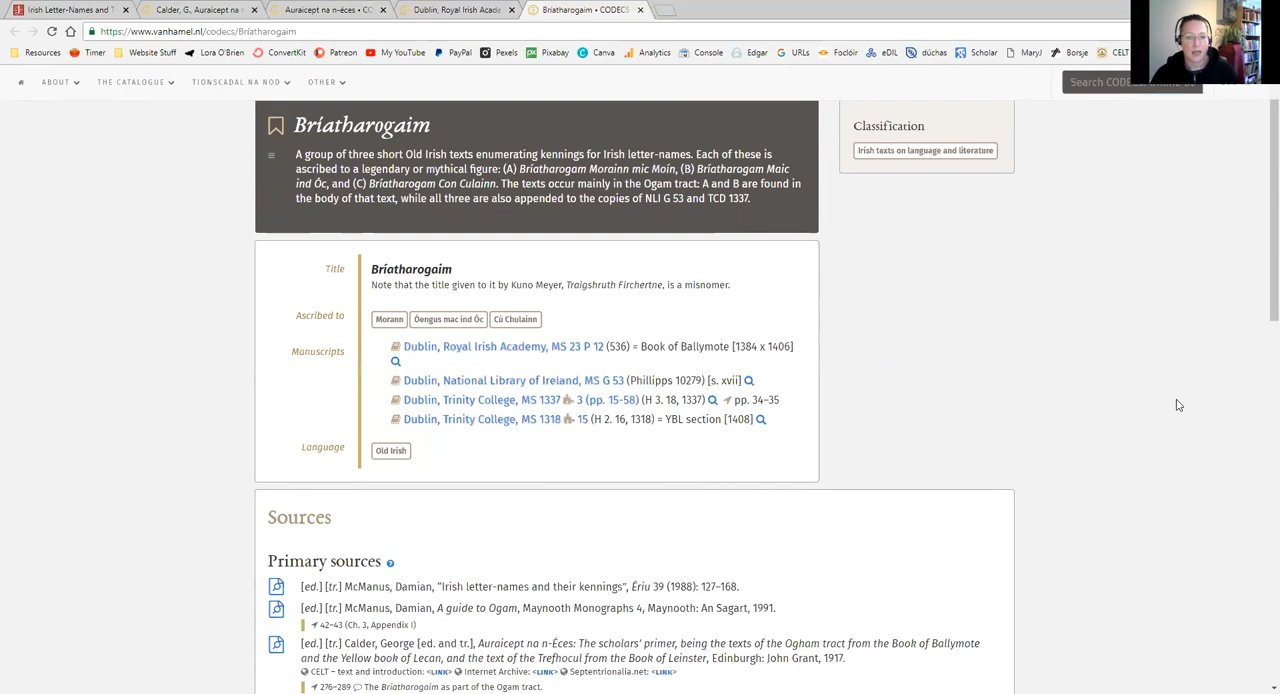 Irish Letter-Names and T
Calder, G., Auraicept na n
Auraicept na n-éces • CO
Dublin, Royal Irish Acade
Bríatharogaim • CODECS
https://www.vanhamel.nl/codecs/Bríatharogaim
Resources Timer Website Stuff Lora O'Brien ConvertKit Patreon My YouTube PayPal Pexels Pixabay Canva Analytics Console Edgar URLs Foclóir eDIL dúchas Scholar MaryJ Borsje CELT
ABOUT THE CATALOGUE TIONSCADAL NA NOD OTHER
Search CODECS
Bríatharogaim
A group of three short Old Irish texts enumerating kennings for Irish letter-names. Each of these is
ascribed to a legendary or mythical figure: (A) Bríatharogam Morainn mic Moín, (B) Bríatharogam Maic
ind Óc, and (C) Bríatharogam Con Culainn. The texts occur mainly in the Ogam tract: A and B are found in
the body of that text, while all three are also appended to the copies of NLI G 53 and TCD 1337.
Classification
Irish texts on language and literature
Title
Bríatharogaim
Note that the title given to it by Kuno Meyer, Traigshruth Firchertne, is a misnomer.
Ascribed to
Morann Óengus mac ind Óc Cú Chulainn
Manuscripts
Dublin, Royal Irish Academy, MS 23 P 12 (536) = Book of Ballymote [1384 x 1406]
Dublin, National Library of Ireland, MS G 53 (Phillipps 10279) [s. xvii]
Dublin, Trinity College, MS 1337 3 (pp. 15-58) (H 3. 18, 1337) pp. 34–35
Dublin, Trinity College, MS 1318 15 (H 2. 16, 1318) = YBL section [1408]
Language
Old Irish
Sources
Primary sources
[ed.] [tr.] McManus, Damian, “Irish letter-names and their kennings”, Ériu 39 (1988): 127–168.
[ed.] [tr.] McManus, Damian, A guide to Ogam, Maynooth Monographs 4, Maynooth: An Sagart, 1991.
42–43 (Ch. 3, Appendix I)
[ed.] [tr.] Calder, George [ed. and tr.], Auraicept na n-Éces: The scholars' primer, being the texts of the Ogham tract from the Book of Ballymote
and the Yellow book of Lecan, and the text of the Trefhocul from the Book of Leinster, Edinburgh: John Grant, 1917.
CELT – text and introduction: <LINK> Internet Archive: <LINK> Septentrionalia.net: <LINK>
276–289 The Bríatharogaim as part of the Ogam tract.